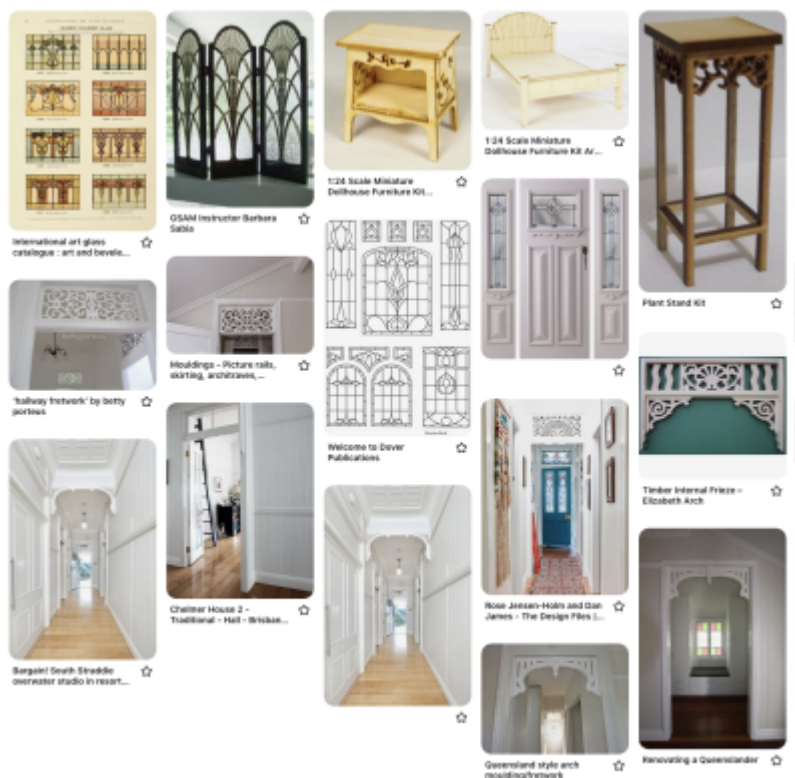 International art glass
catalogue : art and bevele...
'hallway fretwork' by betty
porteus
Bargain! South Straddie
overwater studio in resort...
GSAM Instructor Barbara
Sabia
Mouldings - Picture rails,
skirting, architraves,...
Chelmer House 2 -
Traditional - Hall - Brisban...
1:24 Scale Miniature
Dollhouse Furniture Kit...
Welcome to Dover
Publications
1:24 Scale Miniature
Dollhouse Furniture Kit Ar...
Rose Jensen-Holm and Dan
James - The Design Files |...
Queensland style arch
moulding/fretwork
Plant Stand Kit
Timber Internal Frieze –
Elizabeth Arch
Renovating a Queenslander